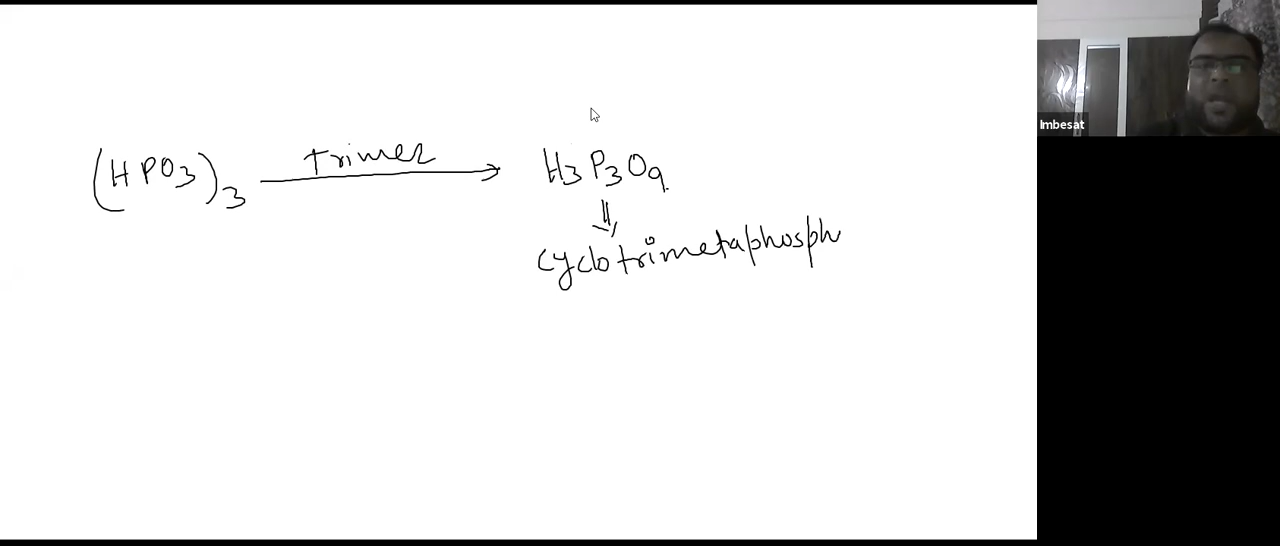 (HPO3)3 trimer → H3P3O9
⇓
cyclotrimetaphosph
Imbesat